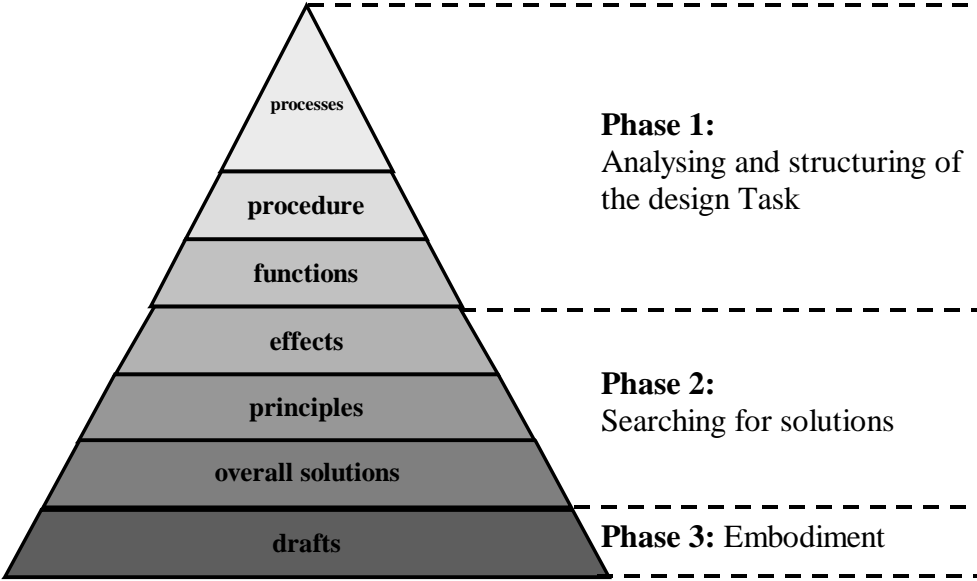 processes
procedure
functions
effects
principles
overall solutions
drafts
Phase 1:
Analysing and structuring of
the design Task
Phase 2:
Searching for solutions
Phase 3: Embodiment